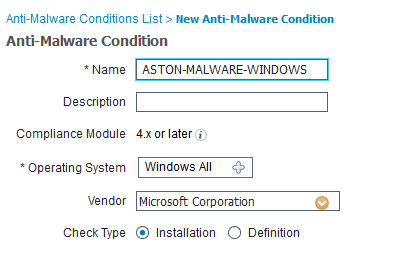 Anti-Malware Conditions List > New Anti-Malware Condition
Anti-Malware Condition
* Name ASTON-MALWARE-WINDOWS
Description
Compliance Module 4.x or later i
* Operating System Windows All
Vendor Microsoft Corporation
Check Type Installation Definition